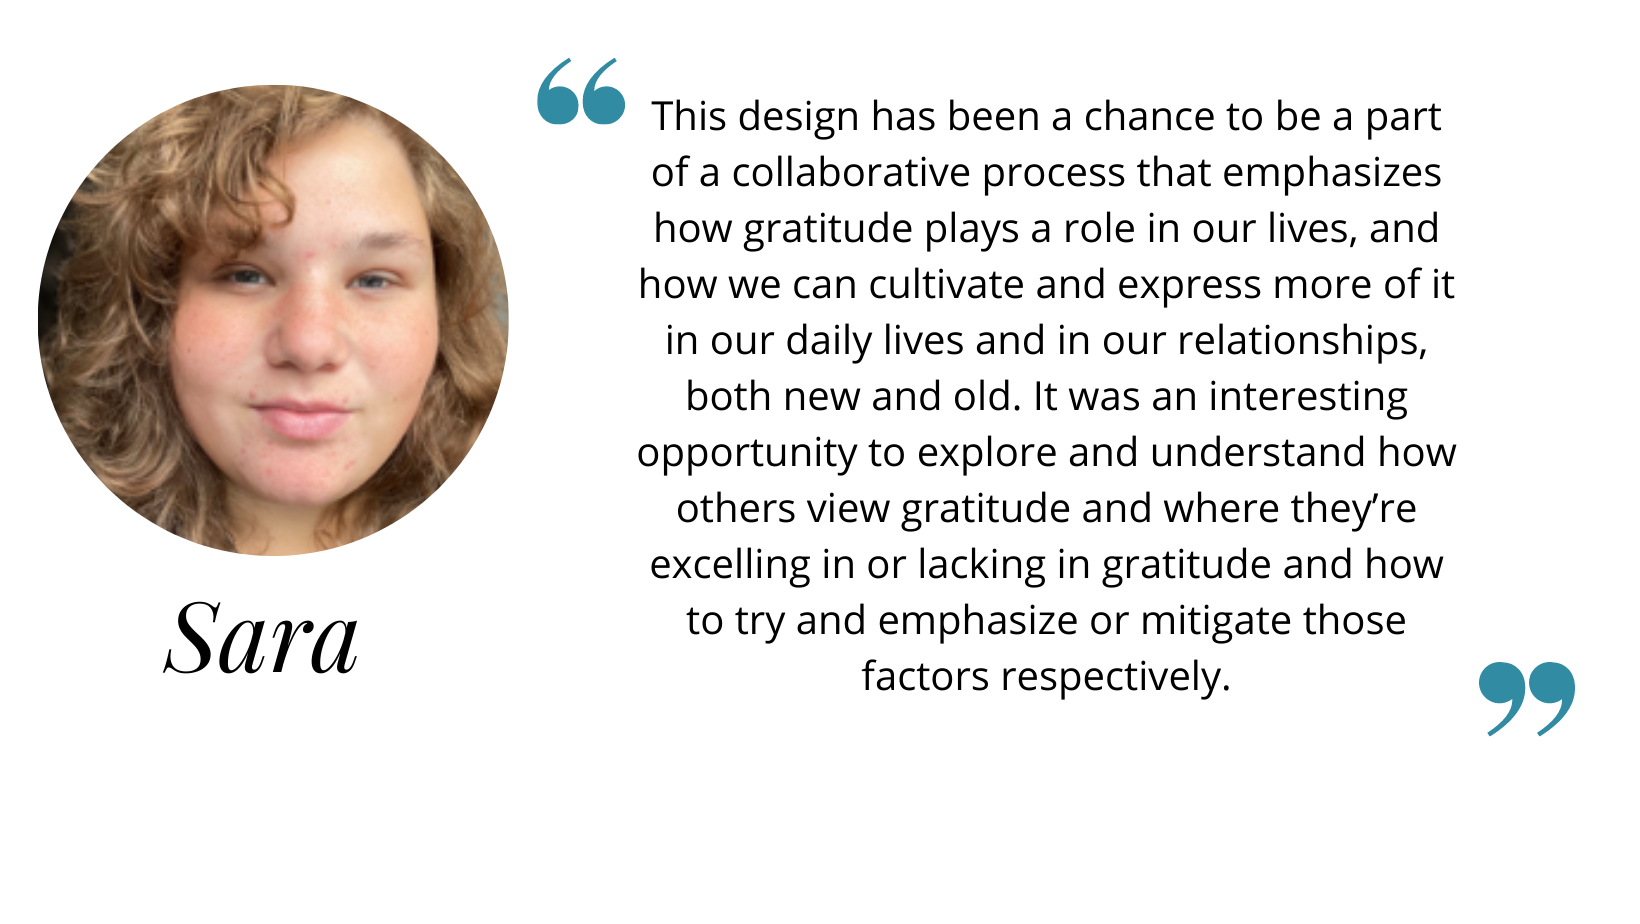 “
This design has been a chance to be a part
of a collaborative process that emphasizes
how gratitude plays a role in our lives, and
how we can cultivate and express more of it
in our daily lives and in our relationships,
both new and old. It was an interesting
opportunity to explore and understand how
others view gratitude and where they’re
excelling in or lacking in gratitude and how
to try and emphasize or mitigate those
factors respectively.
”
Sara